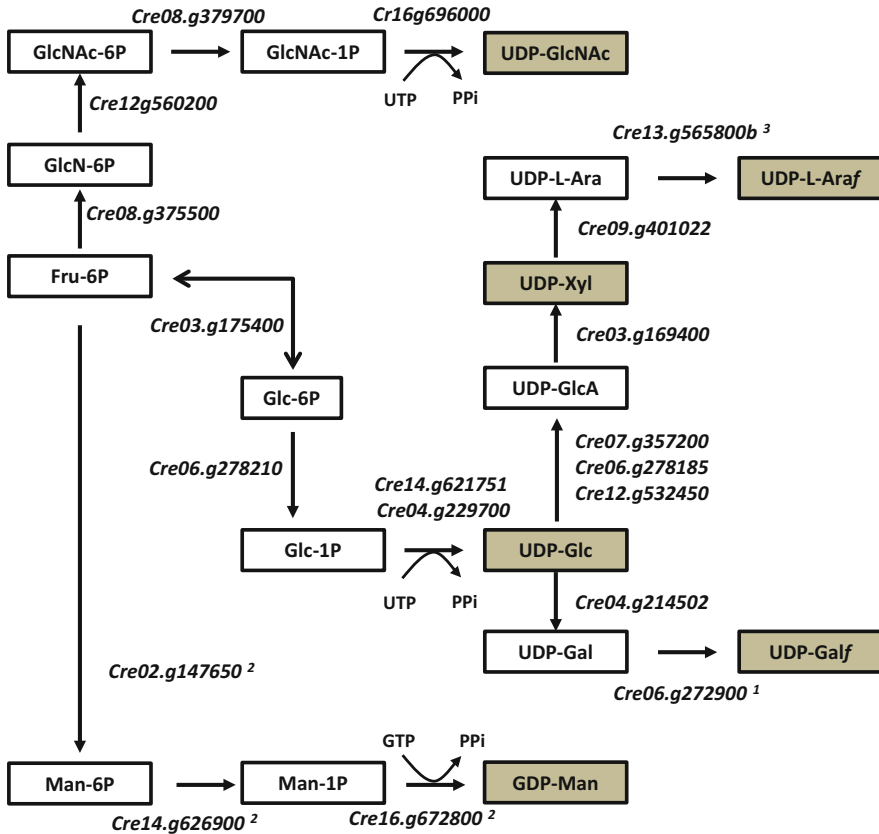 Cre08.g379700
Cr16g696000
GlcNAc-6P
GlcNAc-1P
UDP-GlcNAc
UTP
PPi
Cre12g560200
Cre13.g565800b ³
GlcN-6P
UDP-L-Ara
UDP-L-Araf
Cre08.g375500
Cre09.g401022
Fru-6P
UDP-Xyl
Cre03.g175400
Cre03.g169400
Glc-6P
UDP-GlcA
Cre06.g278210
Cre07.g357200
Cre06.g278185
Cre12.g532450
Cre14.g621751
Cre04.g229700
Glc-1P
UDP-Glc
UTP
PPi
Cre04.g214502
UDP-Gal
UDP-Galf
Cre02.g147650 ²
Cre06.g272900 ¹
GTP
PPi
Man-6P
Man-1P
GDP-Man
Cre14.g626900 ²
Cre16.g672800 ²